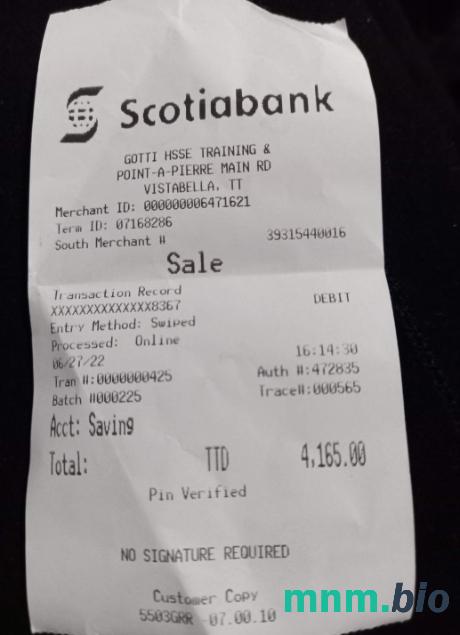 Scotiabank
GOTTI HSSE TRAINING &
POINT-A-PIERRE MAIN RD
VISTABELLA, TT
Merchant ID: 000000006471621
Term ID: 07168286
South Merchant # 39315440016
Sale
Transaction Record
XXXXXXXXXXXXXX8367 DEBIT
Entry Method: Swiped
Processed: Online
06/27/22 16:14:30
Tran #:0000000425 Auth #:472835
Batch #000225 Trace#:000565
Acct: Saving
Total: TTD 4,165.00
Pin Verified
NO SIGNATURE REQUIRED
Customer Copy
5503GRR -07.00.10
mnm.bio